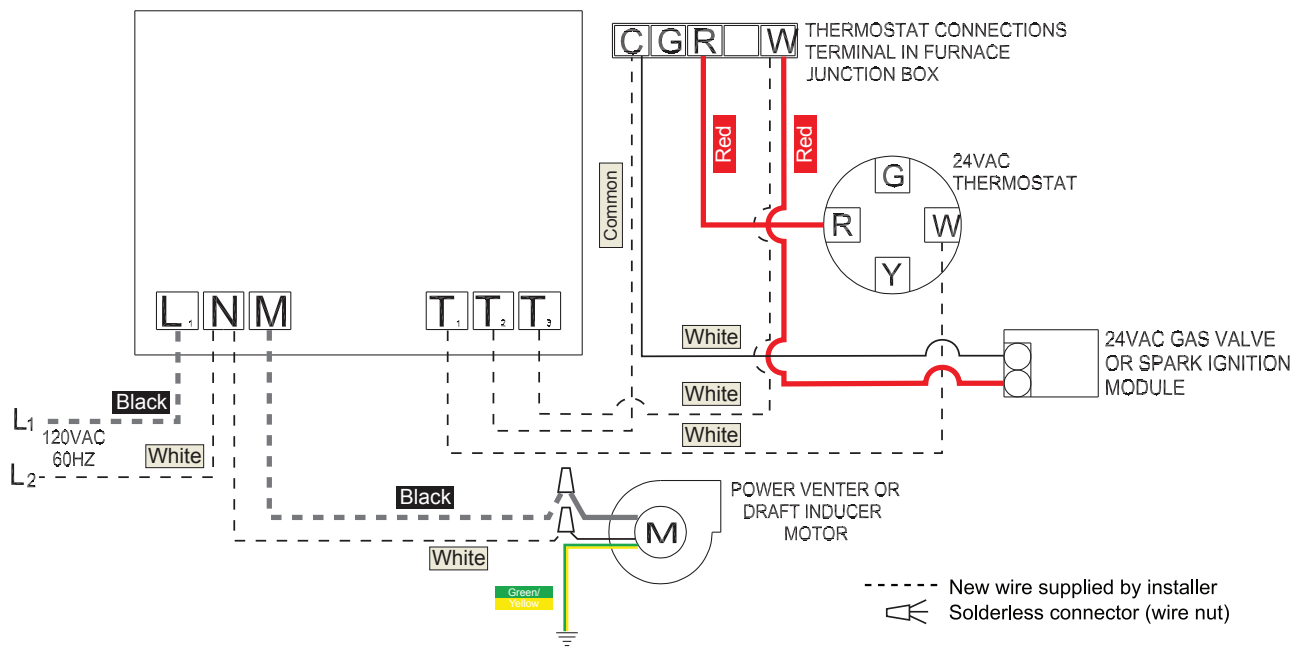 C G R W
THERMOSTAT CONNECTIONS
TERMINAL IN FURNACE
JUNCTION BOX
Red
Red
Common
24VAC
THERMOSTAT
G
R
W
Y
L1 N M
T1 T2 T3
White
24VAC GAS VALVE
OR SPARK IGNITION
MODULE
Black
White
L1
120VAC
60HZ
White
White
L2
Black
POWER VENTER OR
DRAFT INDUCER
MOTOR
M
White
Green/
Yellow
New wire supplied by installer
Solderless connector (wire nut)